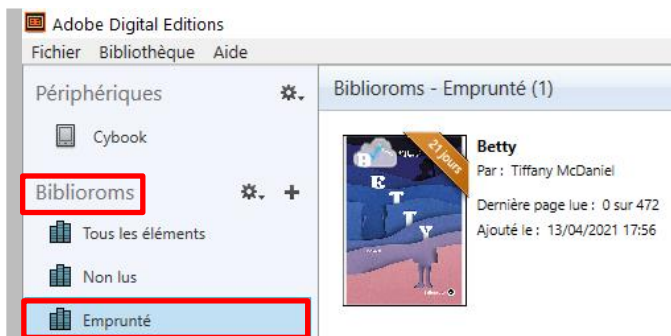 Adobe Digital Editions
Fichier Bibliothèque Aide
Périphériques
Cybook
Biblioroms
Tous les éléments
Non lus
Emprunté
Biblioroms - Emprunté (1)
21 jours
BETTY
Betty
Par : Tiffany McDaniel
Dernière page lue : 0 sur 472
Ajouté le : 13/04/2021 17:56